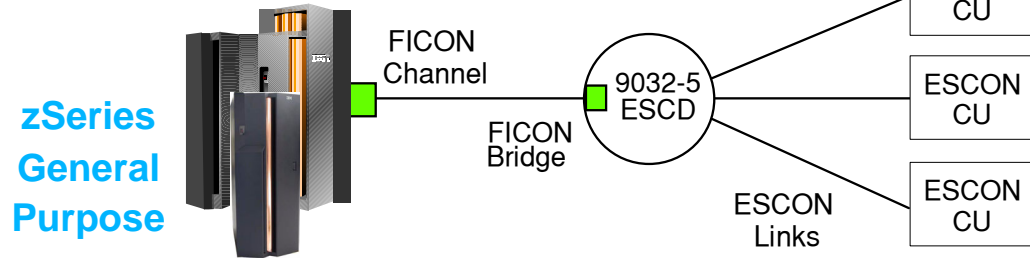 CU
FICON
Channel
9032-5
ESCD
ESCON
CU
zSeries
General
Purpose
FICON
Bridge
ESCON
CU
ESCON
Links